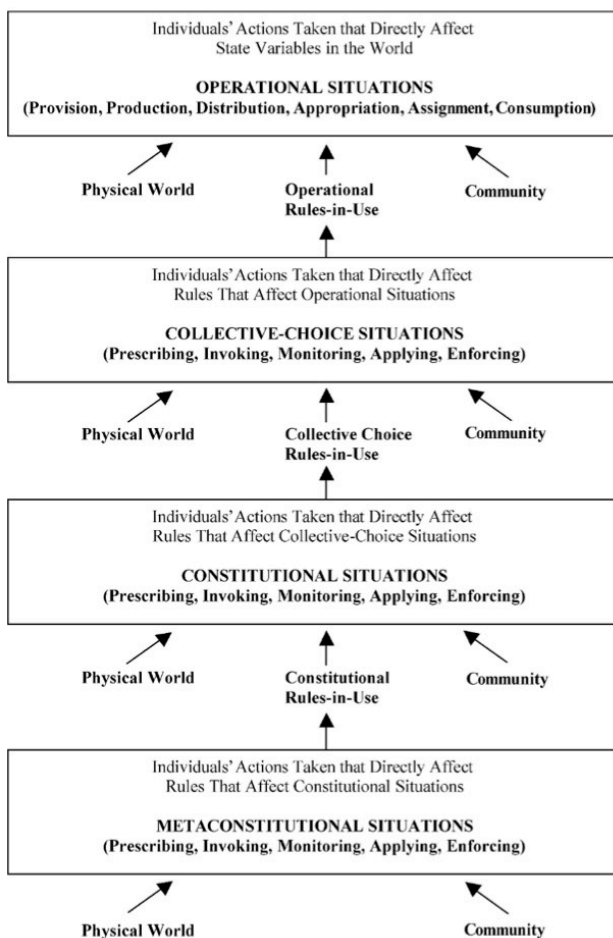 Individuals' Actions Taken that Directly Affect
State Variables in the World
OPERATIONAL SITUATIONS
(Provision, Production, Distribution, Appropriation, Assignment, Consumption)
Physical World
Operational
Rules-in-Use
Community
Individuals' Actions Taken that Directly Affect
Rules That Affect Operational Situations
COLLECTIVE-CHOICE SITUATIONS
(Prescribing, Invoking, Monitoring, Applying, Enforcing)
Physical World
Collective Choice
Rules-in-Use
Community
Individuals' Actions Taken that Directly Affect
Rules That Affect Collective-Choice Situations
CONSTITUTIONAL SITUATIONS
(Prescribing, Invoking, Monitoring, Applying, Enforcing)
Physical World
Constitutional
Rules-in-Use
Community
Individuals' Actions Taken that Directly Affect
Rules That Affect Constitutional Situations
METACONSTITUTIONAL SITUATIONS
(Prescribing, Invoking, Monitoring, Applying, Enforcing)
Physical World
Community